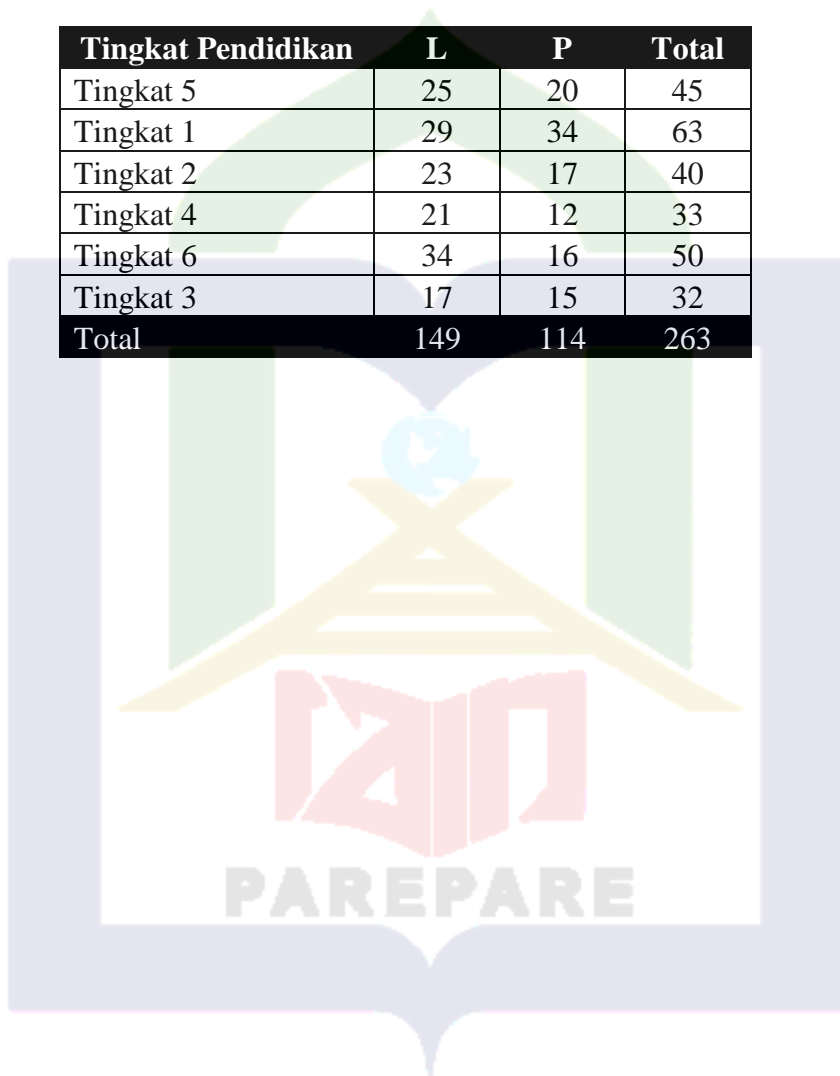 Tingkat Pendidikan L P Total
Tingkat 5 25 20 45
Tingkat 1 29 34 63
Tingkat 2 23 17 40
Tingkat 4 21 12 33
Tingkat 6 34 16 50
Tingkat 3 17 15 32
Total 149 114 263
iain
PAREPARE